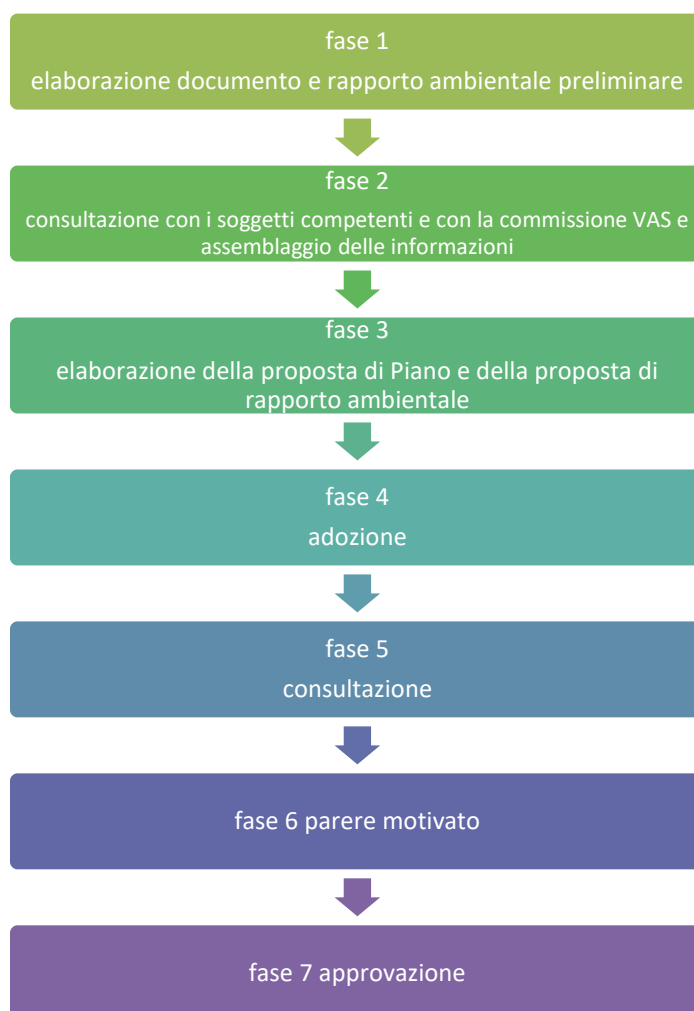 fase 1
elaborazione documento e rapporto ambientale preliminare
fase 2
consultazione con i soggetti competenti e con la commissione VAS e
assemblaggio delle informazioni
fase 3
elaborazione della proposta di Piano e della proposta di
rapporto ambientale
fase 4
adozione
fase 5
consultazione
fase 6 parere motivato
fase 7 approvazione